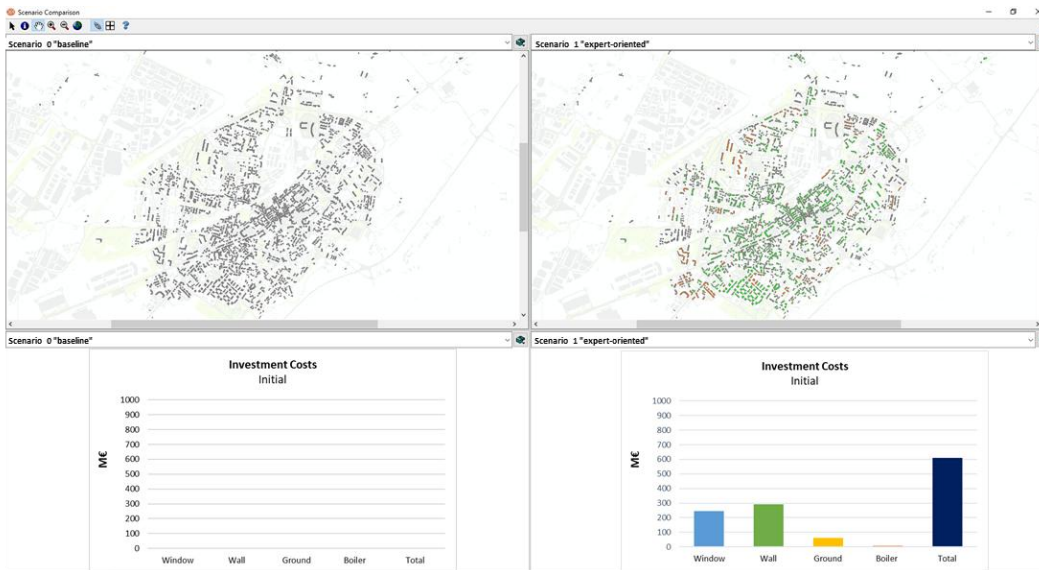 Scenario Comparison
Scenario 0 "baseline"
Scenario 1 "expert-oriented"
Scenario 0 "baseline"
Scenario 1 "expert-oriented"
Investment Costs
Initial
1000
900
800
700
600
500
400
300
200
100
0
M€
Window Wall Ground Boiler Total
Investment Costs
Initial
1000
900
800
700
600
500
400
300
200
100
0
M€
Window Wall Ground Boiler Total